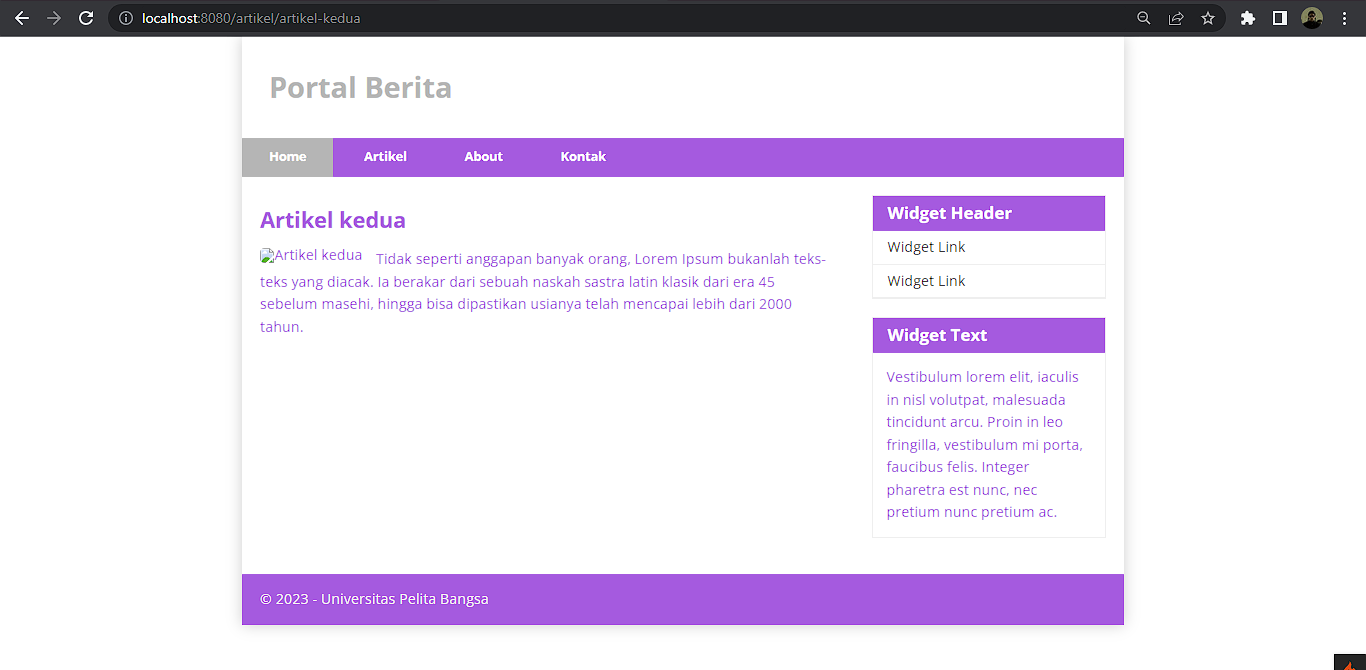 localhost:8080/artikel/artikel-kedua
Portal Berita
Home
Artikel
About
Kontak
Artikel kedua
Artikel kedua
Tidak seperti anggapan banyak orang, Lorem Ipsum bukanlah teks-
teks yang diacak. Ia berakar dari sebuah naskah sastra latin klasik dari era 45
sebelum masehi, hingga bisa dipastikan usianya telah mencapai lebih dari 2000
tahun.
Widget Header
Widget Link
Widget Link
Widget Text
Vestibulum lorem elit, iaculis
in nisl volutpat, malesuada
tincidunt arcu. Proin in leo
fringilla, vestibulum mi porta,
faucibus felis. Integer
pharetra est nunc, nec
pretium nunc pretium ac.
© 2023 - Universitas Pelita Bangsa